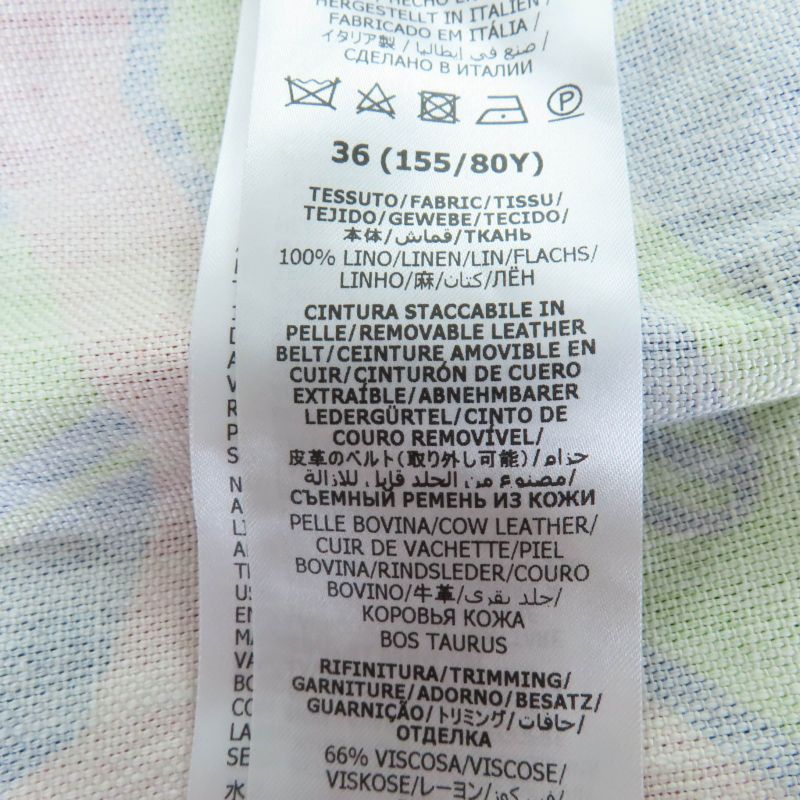 HERGESTELLT IN ITALIEN/
FABRICADO EM ITÁLIA/
イタリア製/صنع في إيطاليا/
СДЕЛАНО В ИТАЛИИ
P
36 (155/80Y)
TESSUTO/FABRIC/TISSU/
TEJIDO/GEWEBE/TECIDO/
本体/قماش/ТКАНЬ
100% LINO/LINEN/LIN/FLACHS/
LINHO/麻/كتان/ЛЁН
CINTURA STACCABILE IN
PELLE/REMOVABLE LEATHER
BELT/CEINTURE AMOVIBLE EN
CUIR/CINTURÓN DE CUERO
EXTRAÍBLE/ABNEHMBARER
LEDERGÜRTEL/CINTO DE
COURO REMOVÍVEL/
皮革のベルト(取り外し可能)/حزام
مصنوع من الجلد قابل للازالة/
СЪЕМНЫЙ РЕМЕНЬ ИЗ КОЖИ
PELLE BOVINA/COW LEATHER/
CUIR DE VACHETTE/PIEL
BOVINA/RINDSLEDER/COURO
BOVINO/牛革/جلد بقري/
КОРОВЬЯ КОЖА
BOS TAURUS
RIFINITURA/TRIMMING/
GARNITURE/ADORNO/BESATZ/
GUARNIÇÃO/トリミング/حافات/
ОТДЕЛКА
66% VISCOSA/VISCOSE/
VISKOSE/レーヨン/